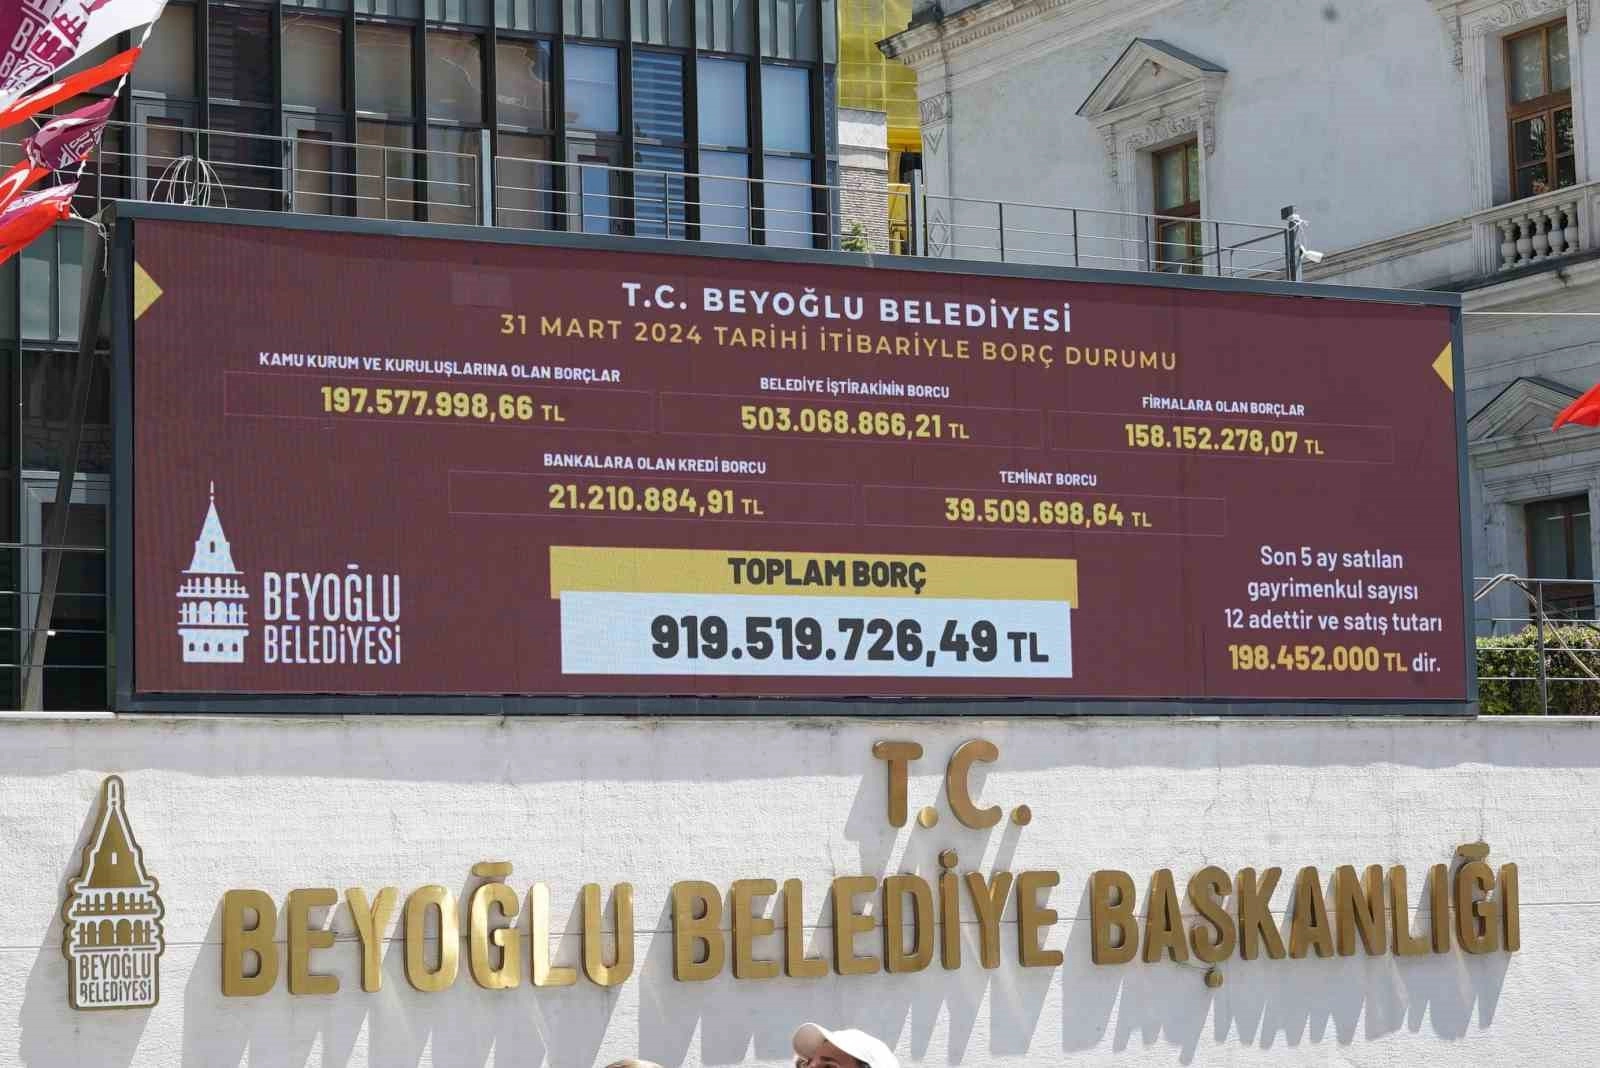 T.C. BEYOĞLU BELEDİYESİ
31 MART 2024 TARİHİ İTİBARİYLE BORÇ DURUMU
KAMU KURUM VE KURULUŞLARINA OLAN BORÇLAR
197.577.998,66 TL
BELEDİYE İŞTİRAKİNİN BORCU
503.068.866,21 TL
FİRMALARA OLAN BORÇLAR
158.152.278,07 TL
BANKALARA OLAN KREDİ BORCU
21.210.884,91 TL
TEMİNAT BORCU
39.509.698,64 TL
TOPLAM BORÇ
919.519.726,49 TL
Son 5 ay satılan
gayrimenkul sayısı
12 adettir ve satış tutarı
198.452.000 TL dir.
BEYOĞLU
BELEDİYESİ
T.C.
BEYOĞLU BELEDİYE BAŞKANLIĞI
BEYOĞLU
BELEDİYESİ